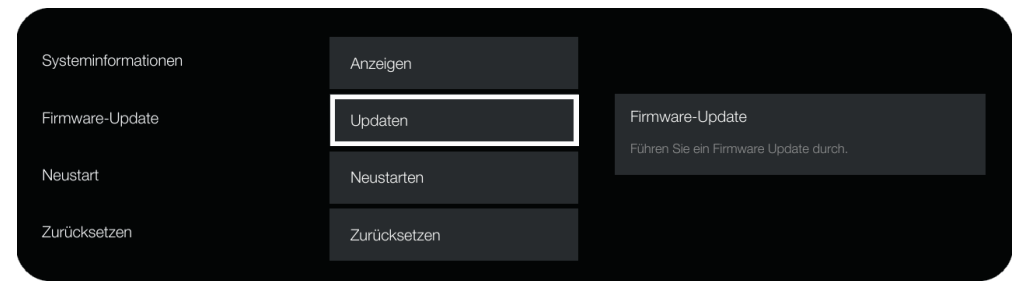 Systeminformationen
Anzeigen
Firmware-Update
Updaten
Firmware-Update
Führen Sie ein Firmware Update durch.
Neustart
Neustarten
Zurücksetzen
Zurücksetzen